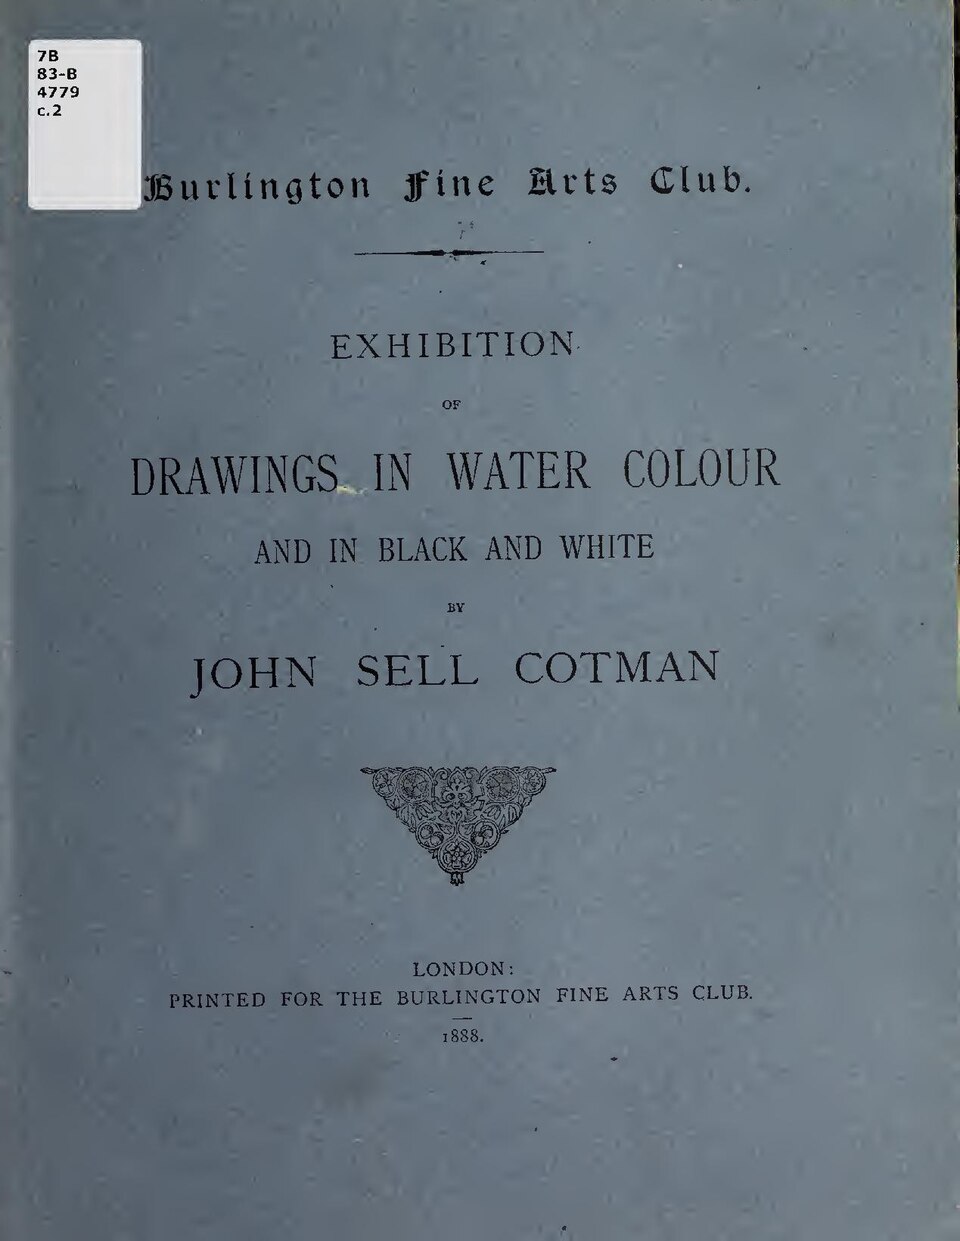 7B
83-B
4779
c.2
Burlington Fine Arts Club.
EXHIBITION
OF
DRAWINGS IN WATER COLOUR
AND IN BLACK AND WHITE
BY
JOHN SELL COTMAN
LONDON:
PRINTED FOR THE BURLINGTON FINE ARTS CLUB.
1888.